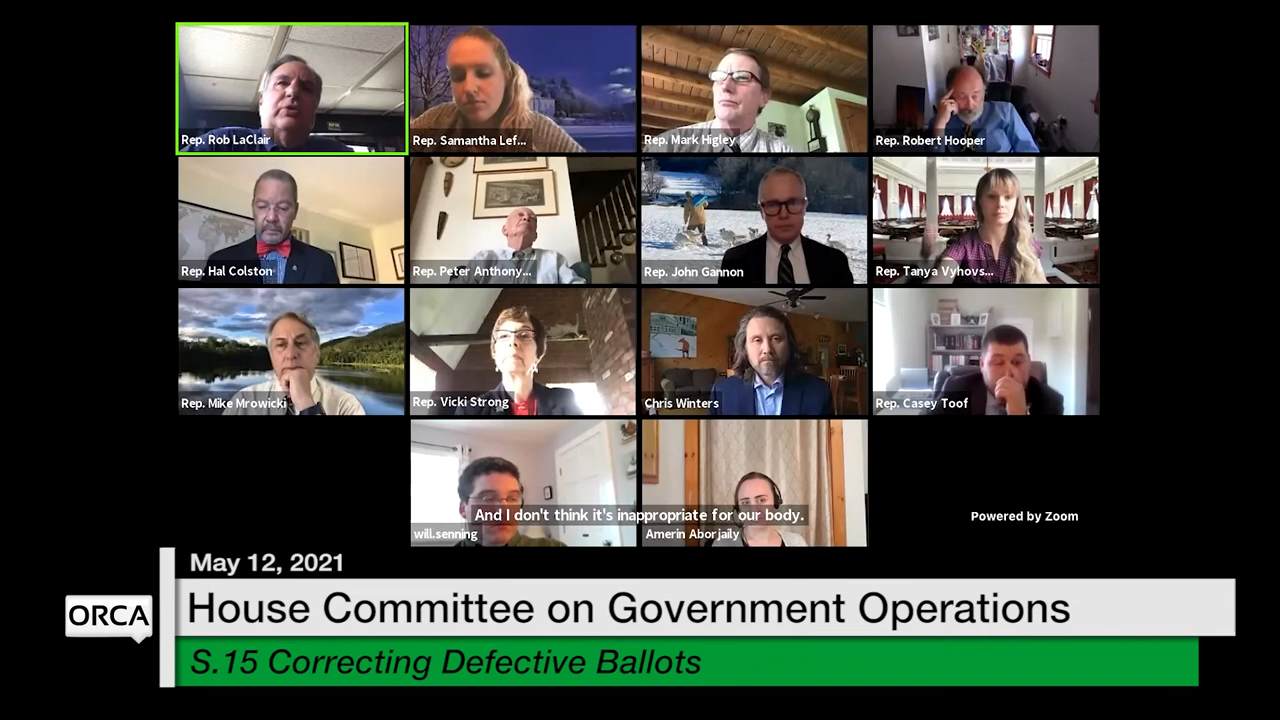 Rep. Rob LaClair
Rep. Samantha Lef...
Rep. Mark Higley
Rep. Robert Hooper
Rep. Hal Colston
Rep. Peter Anthony...
Rep. John Gannon
Rep. Tanya Vyhovs...
Rep. Mike Mrowicki
Rep. Vicki Strong
Chris Winters
Rep. Casey Toof
And I don't think it's inappropriate for our body.
will.senning
Amerin Aborjaily
Powered by Zoom
May 12, 2021
ORCA
House Committee on Government Operations
S.15 Correcting Defective Ballots